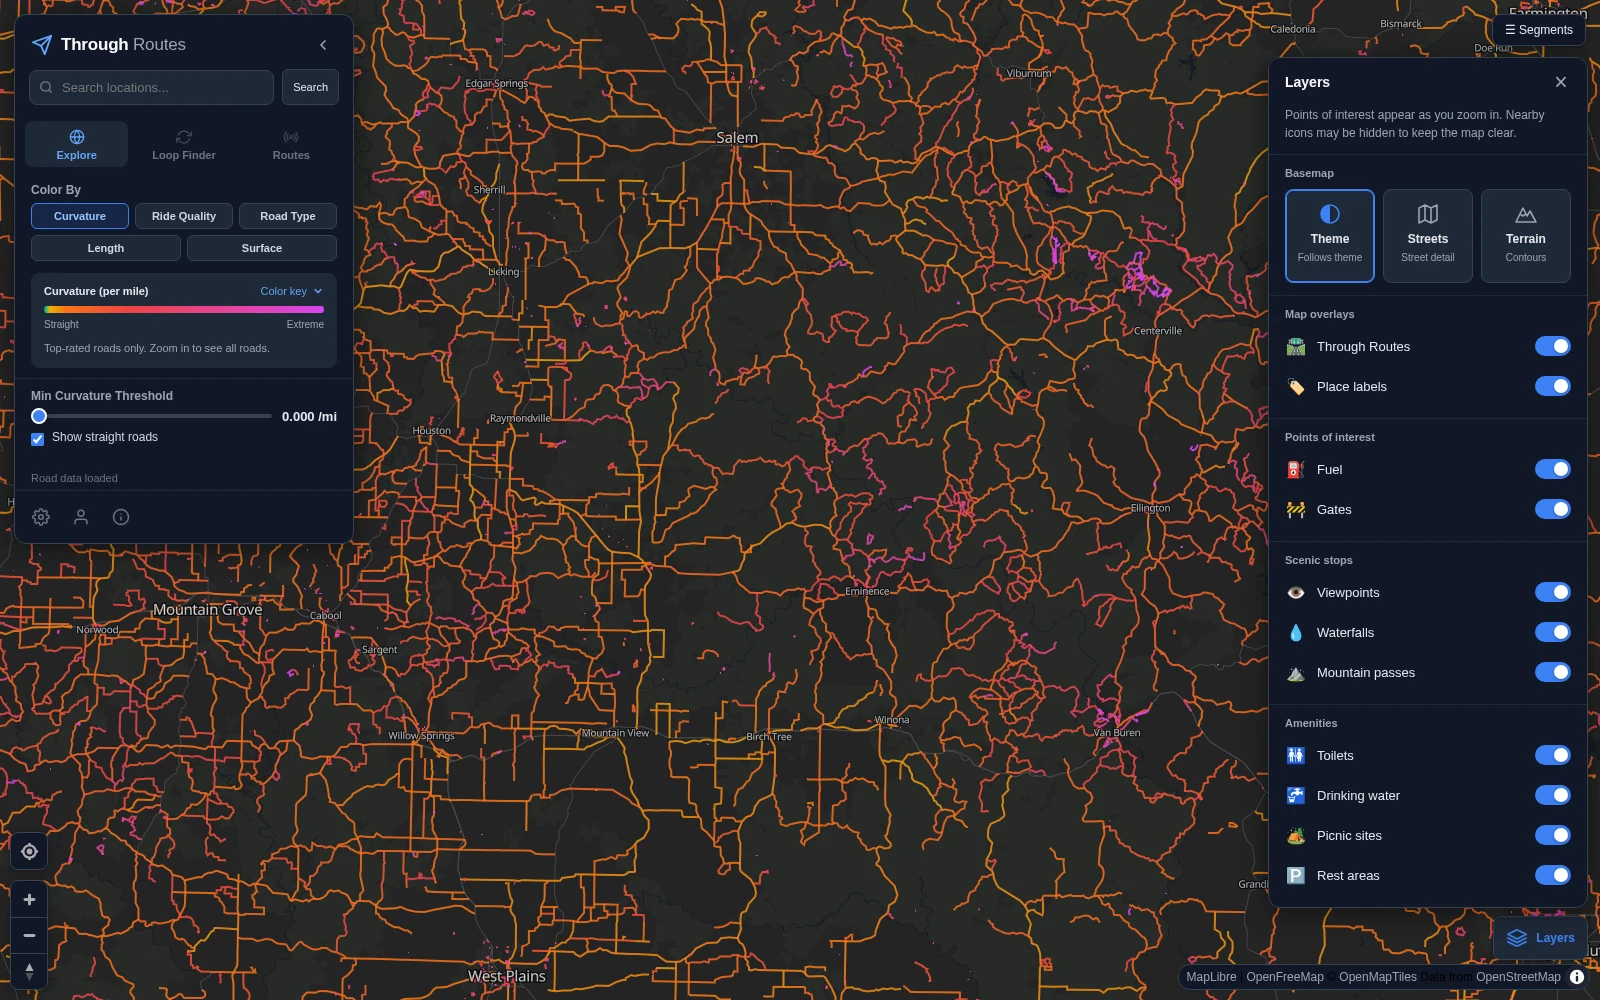 Through Routes
Search locations...
Search
Explore
Loop Finder
Routes
Color By
Curvature
Ride Quality
Road Type
Length
Surface
Curvature (per mile)
Color key
Straight
Extreme
Top-rated roads only. Zoom in to see all roads.
Min Curvature Threshold
0.000 /mi
Show straight roads
Road data loaded
Farmington
Caledonia
Bismarck
Doe Run
Edgar Springs
Viburnum
Salem
Sherrill
Licking
Centerville
Raymondville
Houston
Ellington
Eminence
Mountain Grove
Cabool
Norwood
Sargent
Winona
Willow Springs
Mountain View
Birch Tree
Van Buren
Grandi
West Plains
☰ Segments
Layers
Points of interest appear as you zoom in. Nearby
icons may be hidden to keep the map clear.
Basemap
Theme
Follows theme
Streets
Street detail
Terrain
Contours
Map overlays
Through Routes
Place labels
Points of interest
Fuel
Gates
Scenic stops
Viewpoints
Waterfalls
Mountain passes
Amenities
Toilets
Drinking water
Picnic sites
Rest areas
Layers
MapLibre | OpenFreeMap © OpenMapTiles Data from OpenStreetMap